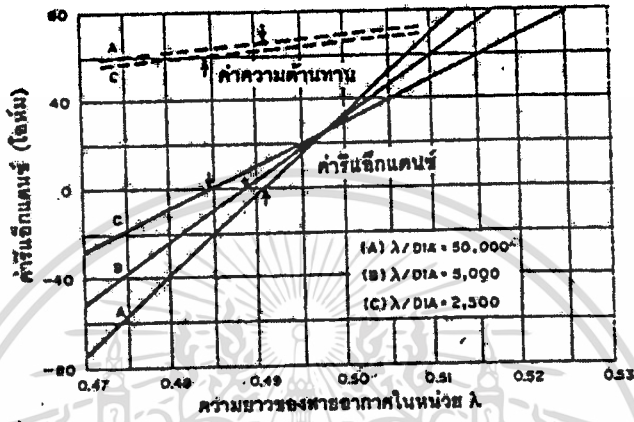 80
A
C
ค่าความต้านทาน
40
ค่ารีแอ็กแตนซ์
0
C
B
A
-40
-80
(A) λ/DIA = 50,000
(B) λ/DIA = 5,000
(C) λ/DIA = 2,500
0.47 0.48 0.49 0.50 0.51 0.52 0.53
ค่ารีแอ็กแตนซ์ (โอห์ม)
ความยาวของสายอากาศในหน่วย λ